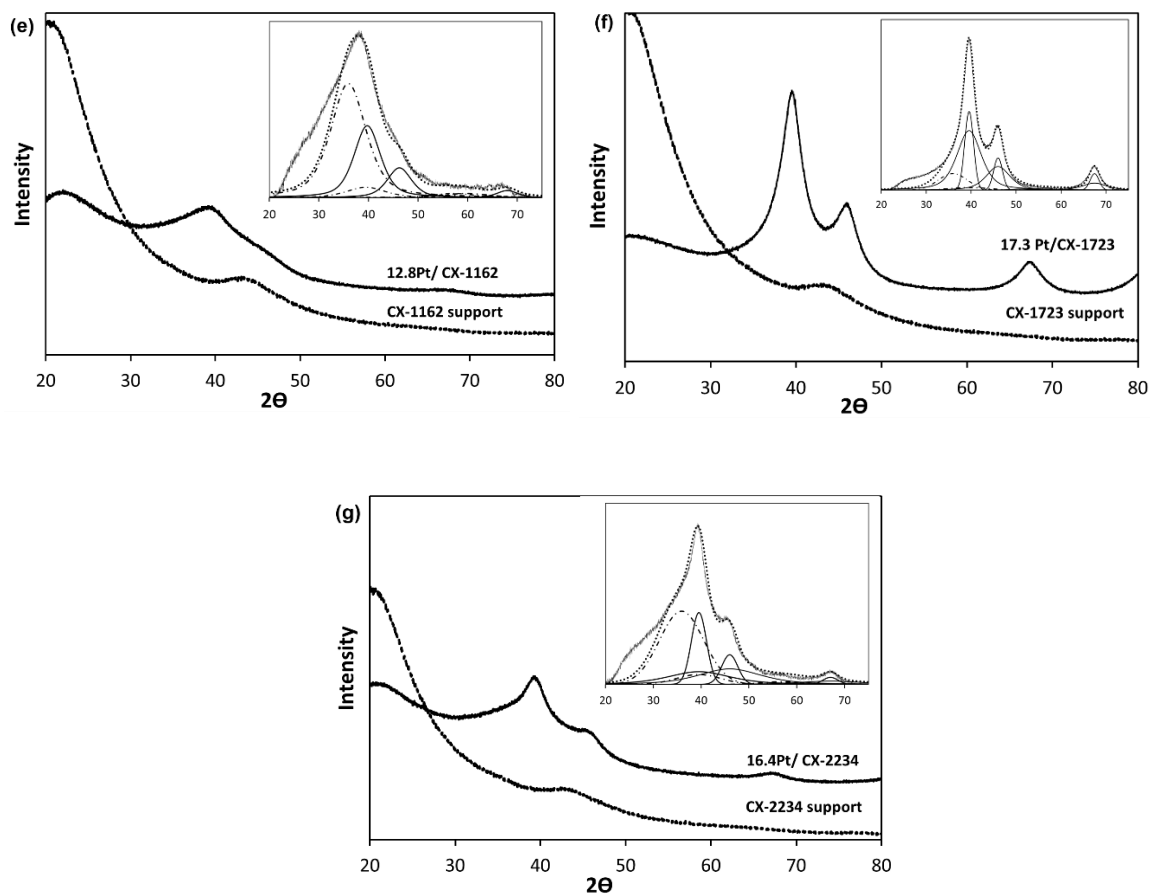 (e)
Intensity
20 30 40 50 60 70
12.8Pt/ CX-1162
CX-1162 support
20 30 40 50 60 70 80
2Θ
(f)
Intensity
20 30 40 50 60 70
17.3 Pt/CX-1723
CX-1723 support
20 30 40 50 60 70 80
2Θ
(g)
Intensity
20 30 40 50 60 70
16.4Pt/ CX-2234
CX-2234 support
20 30 40 50 60 70 80
2Θ